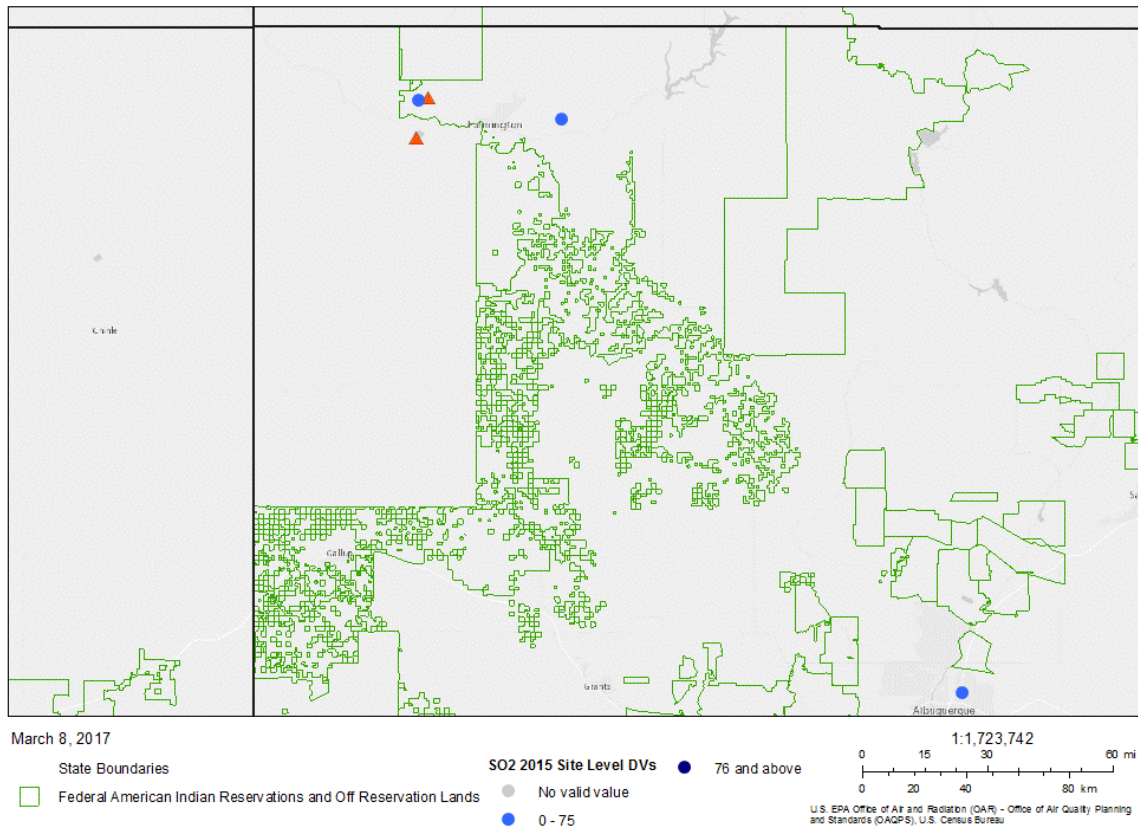 Farmington
Chinle
Gallup
Grants
Albuquerque
March 8, 2017
State Boundaries
Federal American Indian Reservations and Off Reservation Lands
SO2 2015 Site Level DVs
76 and above
No valid value
0 - 75
1:1,723,742
0 15 30 60 mi
0 20 40 80 km
U.S. EPA Office of Air and Radiation (OAR) - Office of Air Quality Planning
and Standards (OAQPS), U.S. Census Bureau